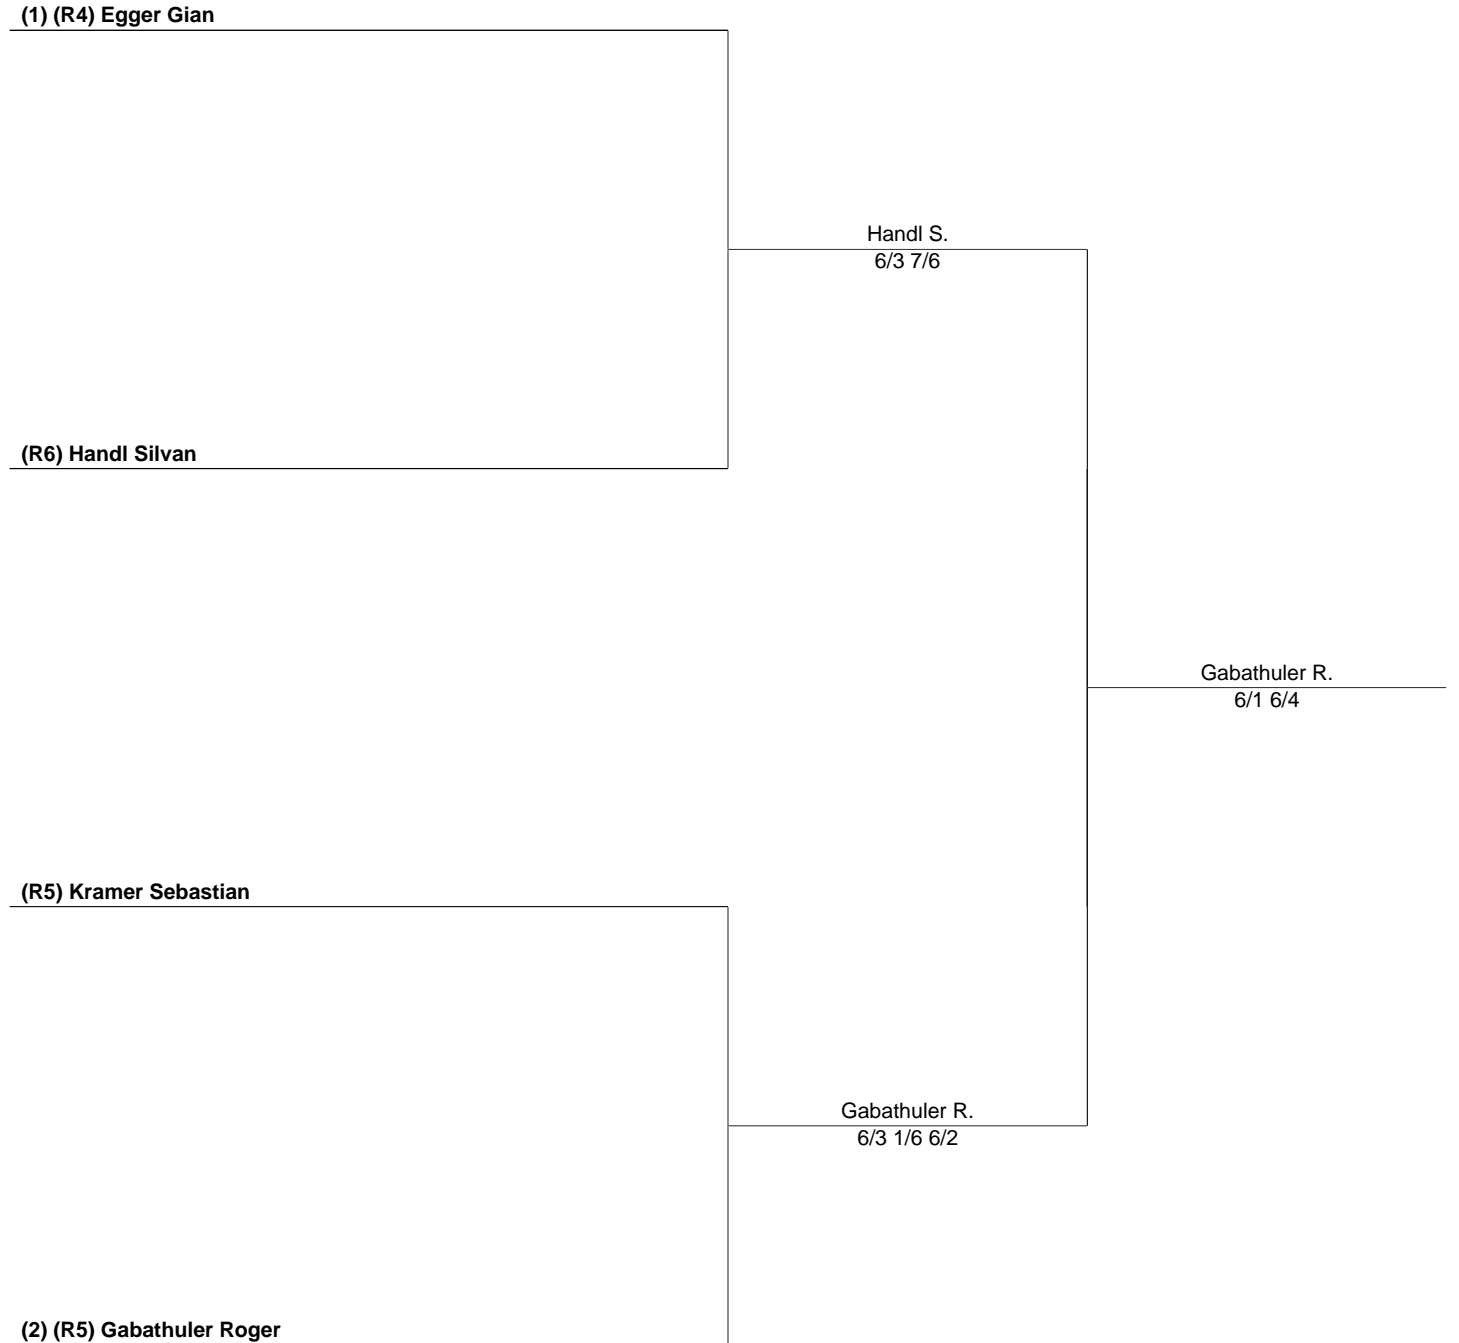 (1) (R4) Egger Gian
Handl S.
6/3 7/6
(R6) Handl Silvan
Gabathuler R.
6/1 6/4
(R5) Kramer Sebastian
Gabathuler R.
6/3 1/6 6/2
(2) (R5) Gabathuler Roger